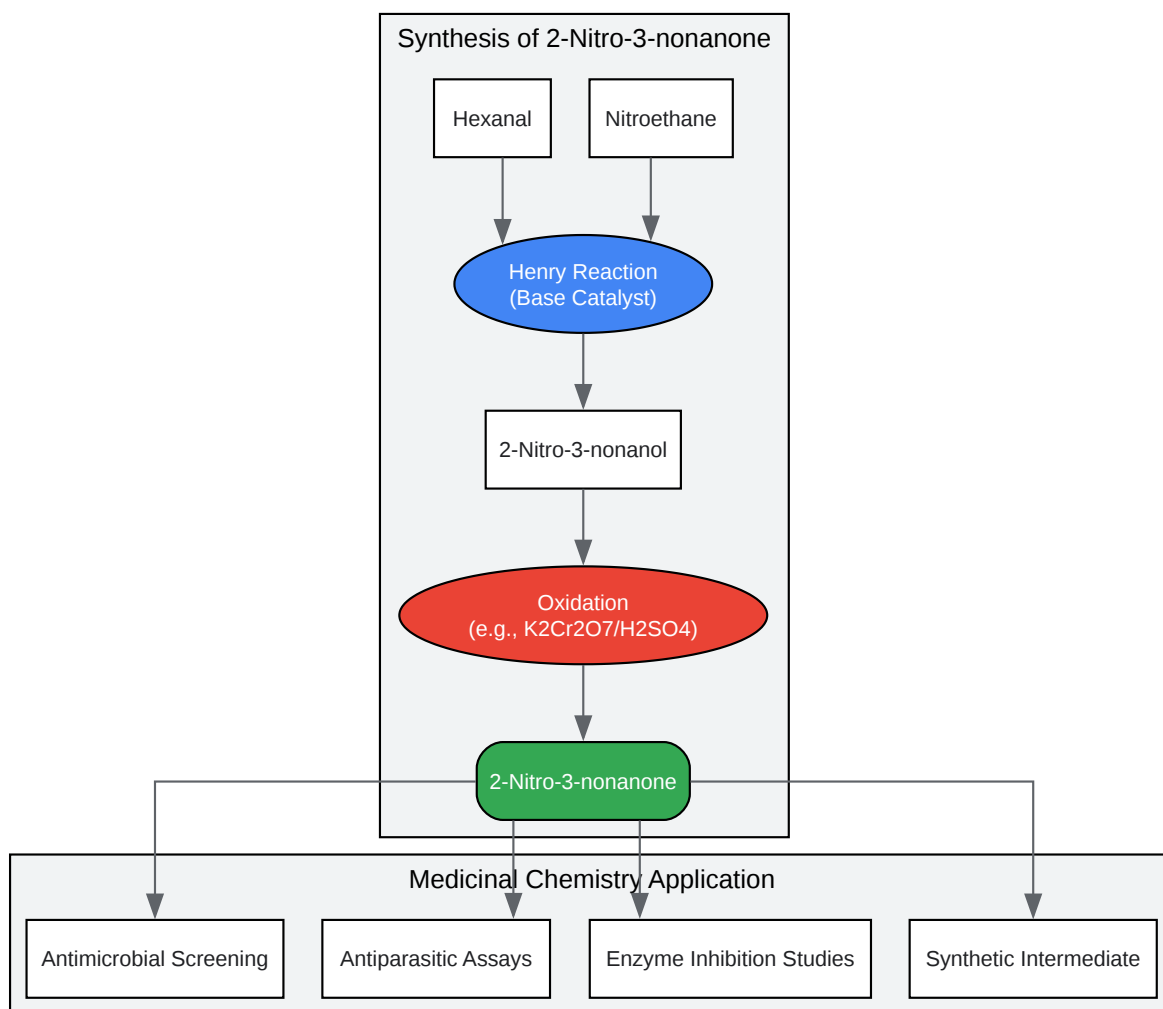 Synthesis of 2-Nitro-3-nonanone
Hexanal
Nitroethane
Henry Reaction
(Base Catalyst)
2-Nitro-3-nonanol
Oxidation
(e.g., K2Cr2O7/H2SO4)
2-Nitro-3-nonanone
Medicinal Chemistry Application
Antimicrobial Screening
Antiparasitic Assays
Enzyme Inhibition Studies
Synthetic Intermediate